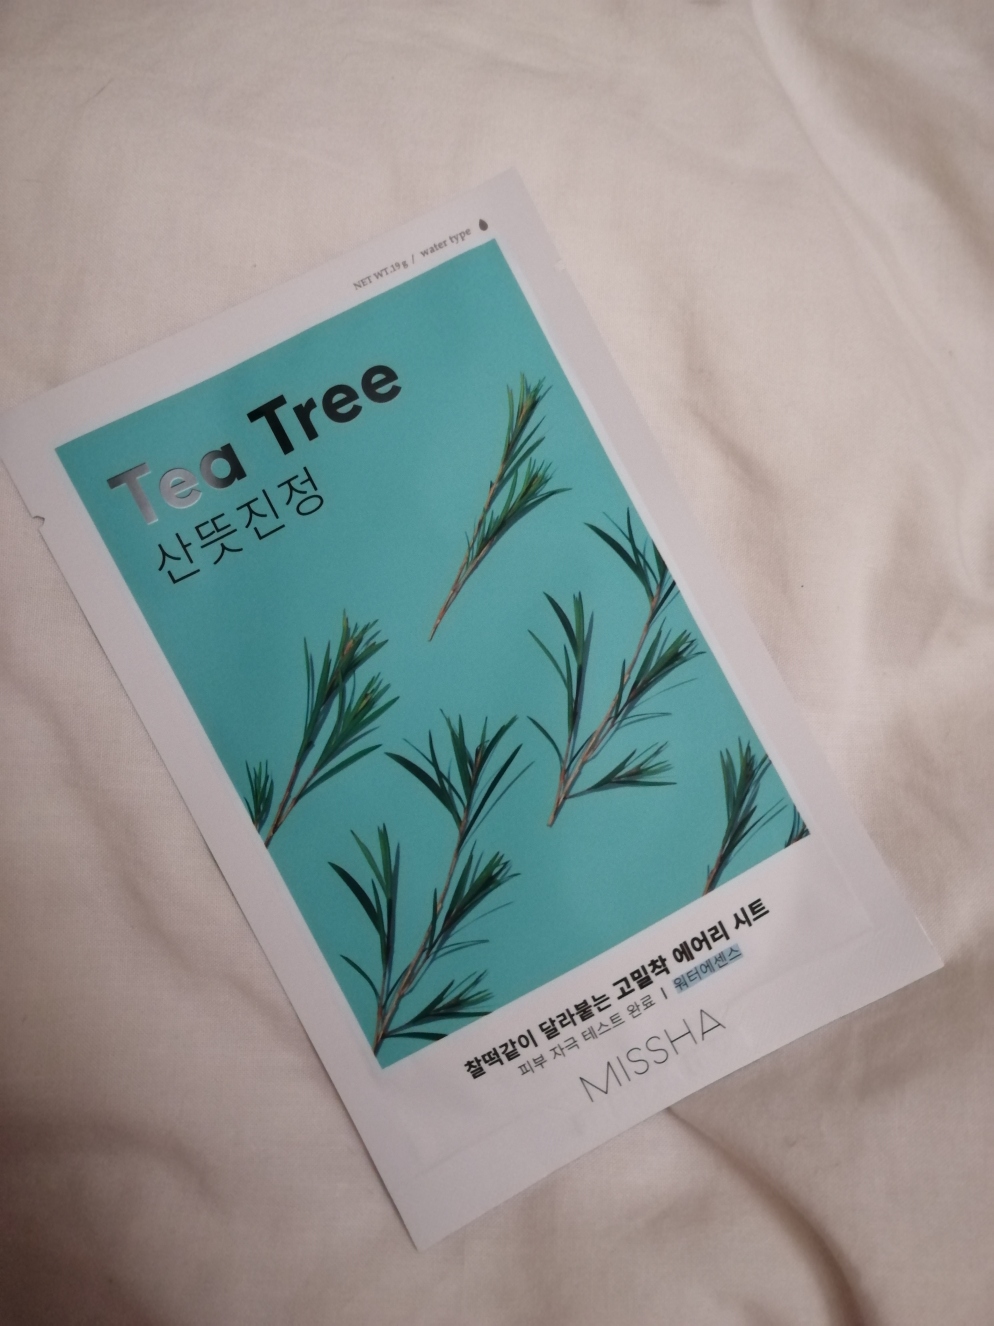 NET WT.19g / water type
Tea Tree
산뜻진정
찰떡같이 달라붙는 고밀착 에어리 시트
피부 자극 테스트 완료 I 워터에센스
MISSHA